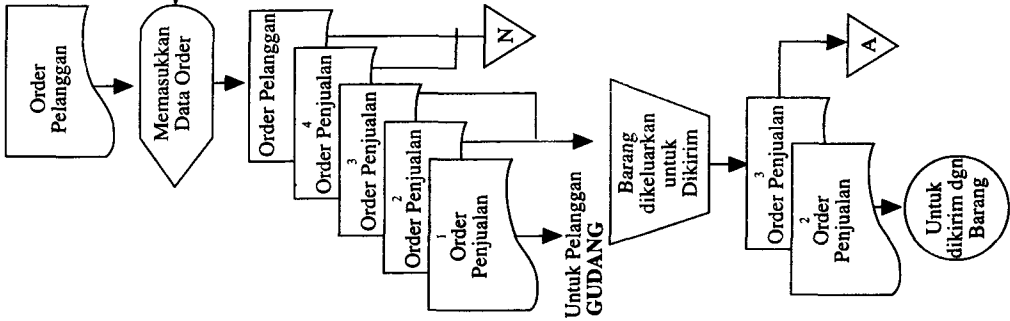 Order
Pelanggan
Memasukkan
Data Order
Order Pelanggan
4
Order Penjualan
3
Order Penjualan
2
Order Penjualan
1
Order
Penjualan
N
Untuk Pelanggan
GUDANG
Barang
dikeluarkan
untuk
Dikirim
3
Order Penjualan
2
Order
Penjualan
A
Untuk
dikirim dgn
Barang